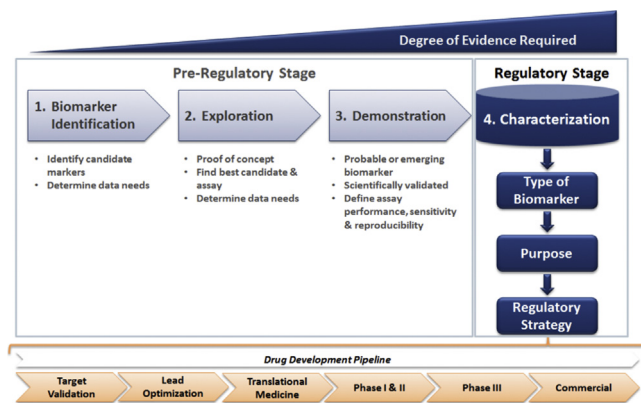 Degree of Evidence Required
Pre-Regulatory Stage
Regulatory Stage
1. Biomarker
Identification
2. Exploration
3. Demonstration
4. Characterization
• Identify candidate
markers
• Determine data needs
• Proof of concept
• Find best candidate &
assay
• Determine data needs
• Probable or emerging
biomarker
• Scientifically validated
• Define assay
performance, sensitivity
& reproducibility
Type of
Biomarker
Purpose
Regulatory
Strategy
Drug Development Pipeline
Target
Validation
Lead
Optimization
Translational
Medicine
Phase I & II
Phase III
Commercial